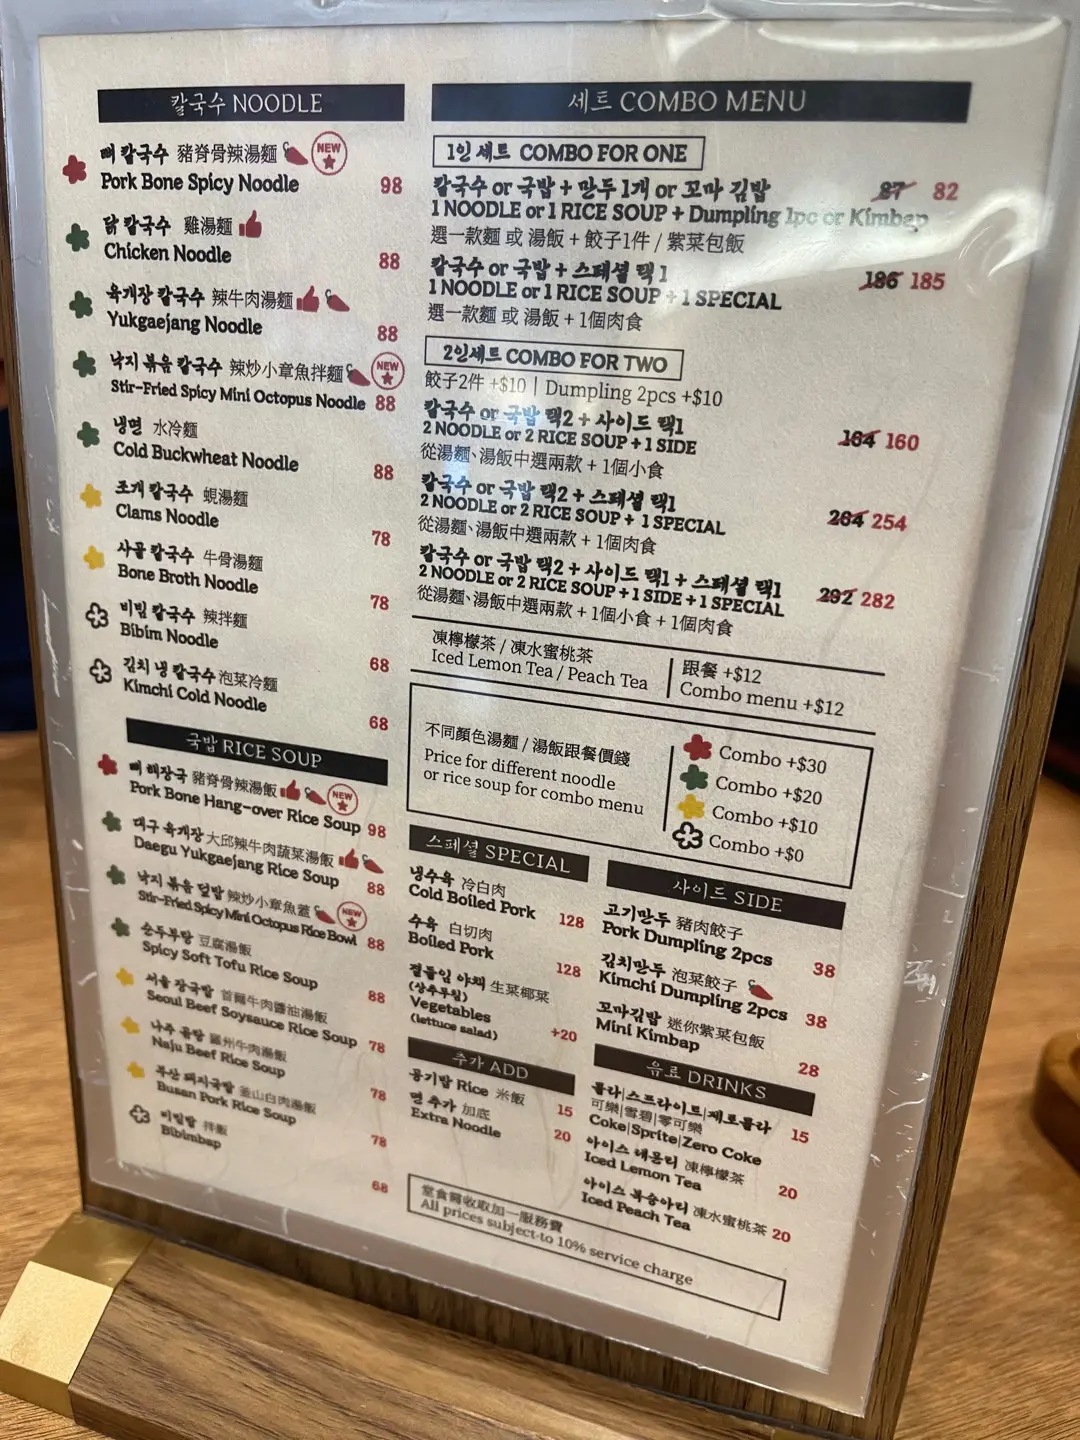 칼국수 NOODLE
뼈 칼국수 豬脊骨辣湯麵 NEW
Pork Bone Spicy Noodle 98
닭 칼국수 雞湯麵
Chicken Noodle 88
육개장 칼국수 辣牛肉湯麵
Yukgaejang Noodle 88
낙지 볶음 칼국수 辣炒小章魚拌麵 NEW
Stir-Fried Spicy Mini Octopus Noodle 88
냉면 水冷麵
Cold Buckwheat Noodle 88
조개 칼국수 蜆湯麵
Clams Noodle 78
사골 칼국수 牛骨湯麵
Bone Broth Noodle 78
비빔 칼국수 辣拌麵
Bibim Noodle 68
김치 냉 칼국수 泡菜冷麵
Kimchi Cold Noodle 68
국밥 RICE SOUP
뼈 해장국 豬脊骨辣湯飯 NEW
Pork Bone Hang-over Rice Soup 98
대구 육개장 大邱辣牛肉蔬菜湯飯
Daegu Yukgaejang Rice Soup 88
낙지 볶음 덮밥 辣炒小章魚蓋 NEW
Stir-Fried Spicy Mini Octopus Rice Bowl 88
순두부탕 豆腐湯飯
Spicy Soft Tofu Rice Soup 88
서울 장국밥 首爾牛肉醬油湯飯
Seoul Beef Soysauce Rice Soup 78
나주 곰탕 羅州牛肉湯飯
Naju Beef Rice Soup 78
부산 돼지국밥 釜山白肉湯飯
Busan Pork Rice Soup 78
비빔밥 拌飯
Bibimbap 68
세트 COMBO MENU
1인 세트 COMBO FOR ONE
칼국수 or 국밥 + 만두 1개 or 꼬마 김밥 87 82
1 NOODLE or 1 RICE SOUP + Dumpling 1pc or Kimbap
選一款麵 或 湯飯 + 餃子1件 / 紫菜包飯
칼국수 or 국밥 + 스페셜 택 1 186 185
1 NOODLE or 1 RICE SOUP + 1 SPECIAL
選一款麵 或 湯飯 + 1個肉食
2인세트 COMBO FOR TWO
餃子2件 +$10 | Dumpling 2pcs +$10
칼국수 or 국밥 택2 + 사이드 택1 164 160
2 NOODLE or 2 RICE SOUP + 1 SIDE
從湯麵、湯飯中選兩款 + 1個小食
칼국수 or 국밥 택2 + 스페셜 택1 264 254
2 NOODLE or 2 RICE SOUP + 1 SPECIAL
從湯麵、湯飯中選兩款 + 1個肉食
칼국수 or 국밥 택2 + 사이드 택1 + 스페셜 택1 292 282
2 NOODLE or 2 RICE SOUP + 1 SIDE + 1 SPECIAL
從湯麵、湯飯中選兩款 + 1個小食 + 1個肉食
凍檸檬茶 / 凍水蜜桃茶
Iced Lemon Tea / Peach Tea
跟餐 +$12
Combo menu +$12
不同顏色湯麵 / 湯飯跟餐價錢
Price for different noodle
or rice soup for combo menu
Combo +$30
Combo +$20
Combo +$10
Combo +$0
스페셜 SPECIAL
냉수육 冷白肉
Cold Boiled Pork 128
수육 白切肉
Boiled Pork 128
곁들임 야채 生菜椰菜
(상추무침)
Vegetables
(lettuce salad) +20
추가 ADD
공기밥 Rice 米飯 15
면 추가 加底
Extra Noodle 20
사이드 SIDE
고기만두 豬肉餃子
Pork Dumpling 2pcs 38
김치만두 泡菜餃子
Kimchi Dumpling 2pcs 38
꼬마김밥 迷你紫菜包飯
Mini Kimbap 28
음료 DRINKS
콜라|스프라이트|제로콜라
可樂|雪碧|零可樂 15
Coke|Sprite|Zero Coke
아이스 레몬티 凍檸檬茶
Iced Lemon Tea 20
아이스 복숭아티 凍水蜜桃茶 20
Iced Peach Tea
堂食需收取加一服務費
All prices subject to 10% service charge